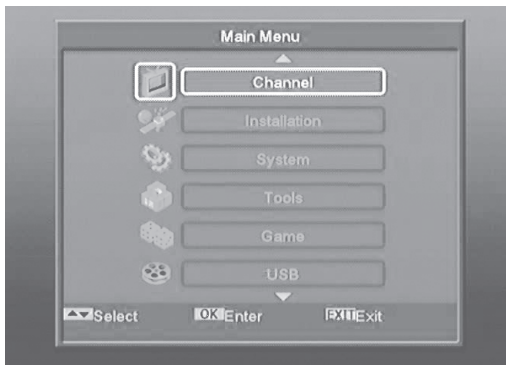 Main Menu
Channel
Installation
System
Tools
Game
USB
Select OK Enter EXIT Exit